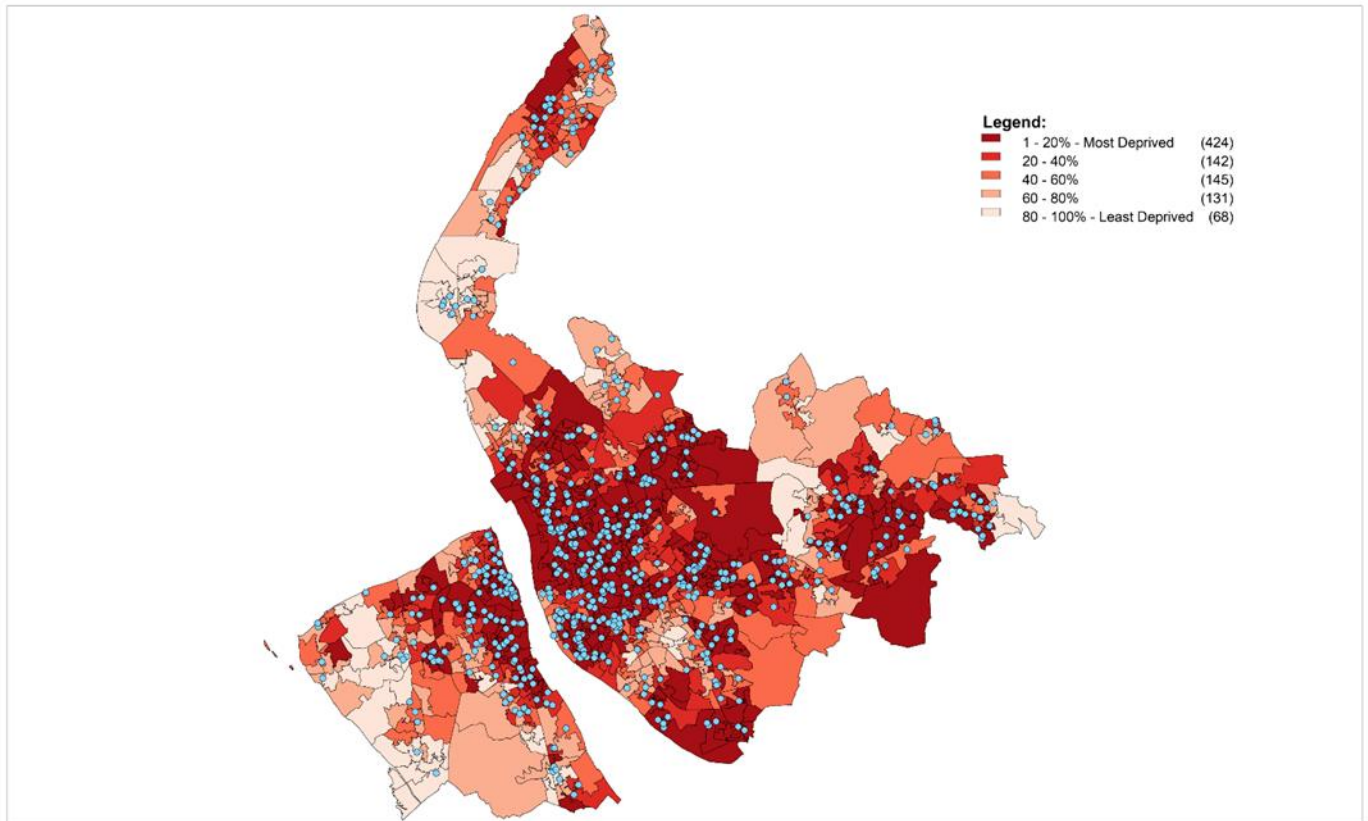 Legend:
1 - 20% - Most Deprived (424)
20 - 40% (142)
40 - 60% (145)
60 - 80% (131)
80 - 100% - Least Deprived (68)